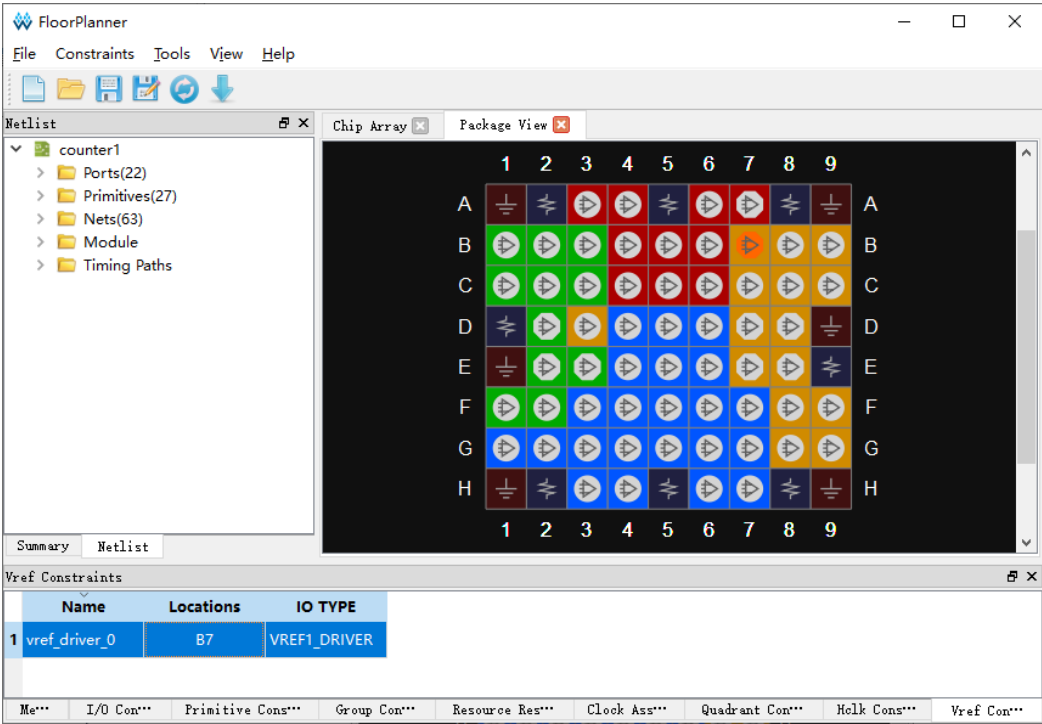 FloorPlanner
File Constraints Tools View Help
Netlist
Chip Array Package View
counter1
Ports(22)
Primitives(27)
Nets(63)
Module
Timing Paths
1 2 3 4 5 6 7 8 9
A A
B B
C C
D D
E E
F F
G G
H H
1 2 3 4 5 6 7 8 9
Summary Netlist
Vref Constraints
Name Locations IO TYPE
1 vref_driver_0 B7 VREF1_DRIVER
Me··· I/O Con··· Primitive Cons··· Group Con··· Resource Res··· Clock Ass··· Quadrant Con··· Hclk Cons··· Vref Con···